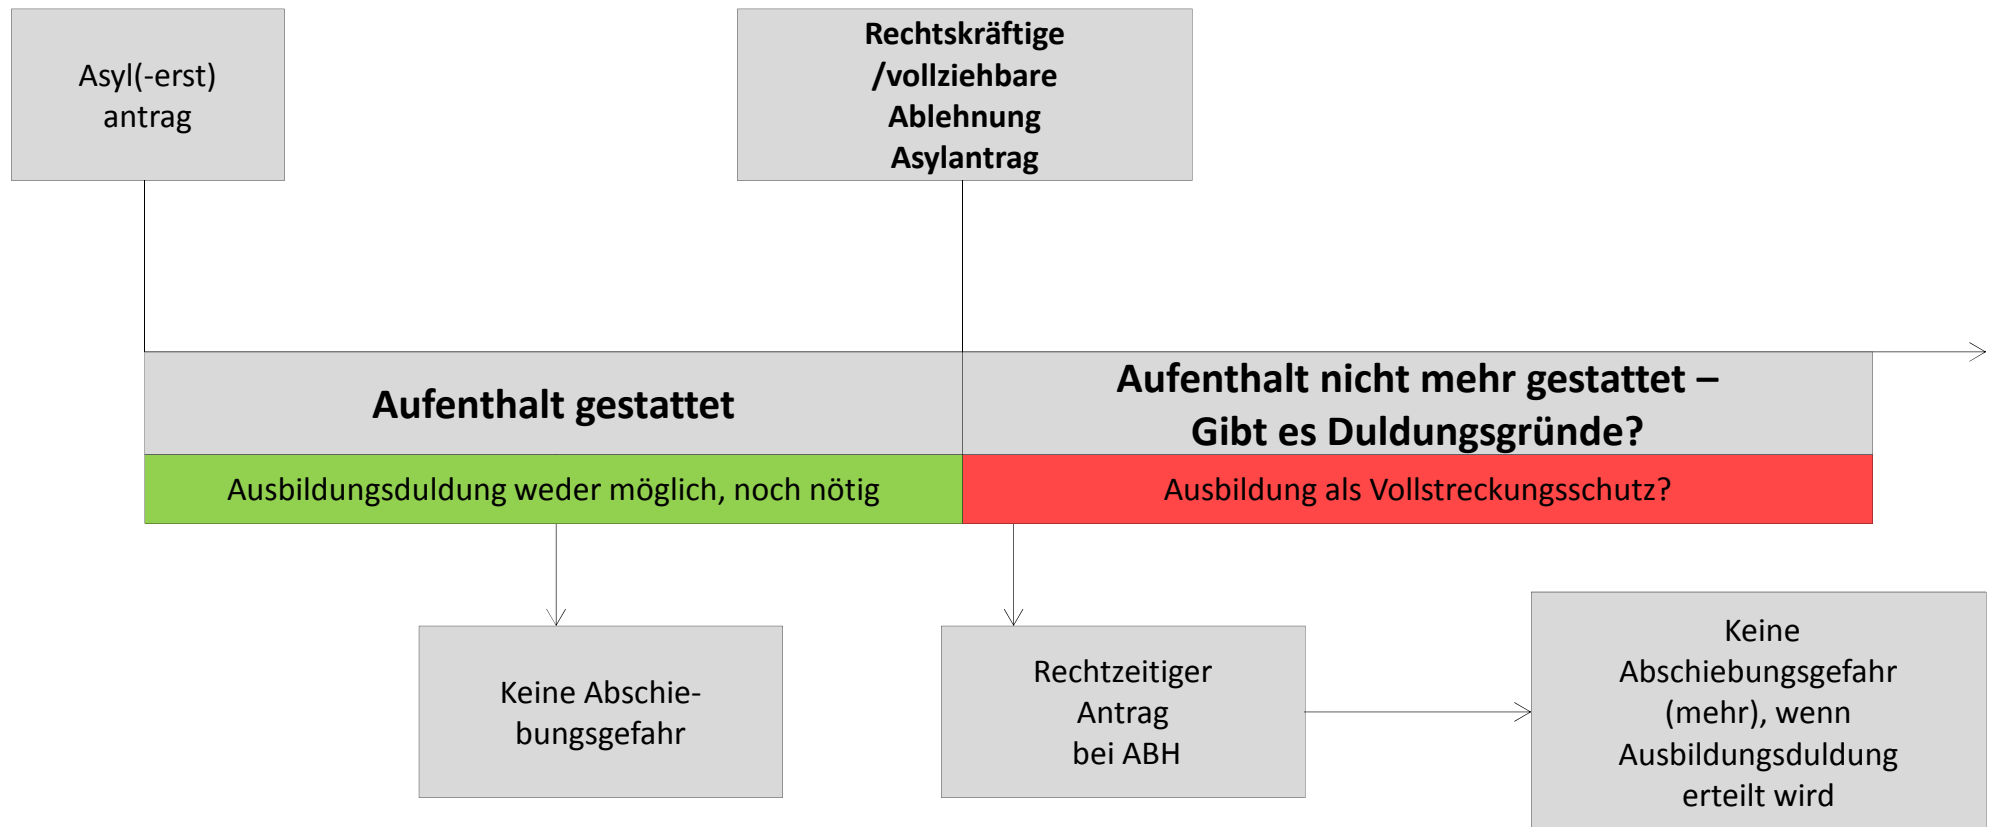 Asyl(-erst)
antrag
Rechtskräftige
/vollziehbare
Ablehnung
Asylantrag
Aufenthalt gestattet
Aufenthalt nicht mehr gestattet –
Gibt es Duldungsgründe?
Ausbildungsduldung weder möglich, noch nötig
Ausbildung als Vollstreckungsschutz?
Keine Abschie-
bungsgefahr
Rechtzeitiger
Antrag
bei ABH
Keine
Abschiebungsgefahr
(mehr), wenn
Ausbildungsduldung
erteilt wird